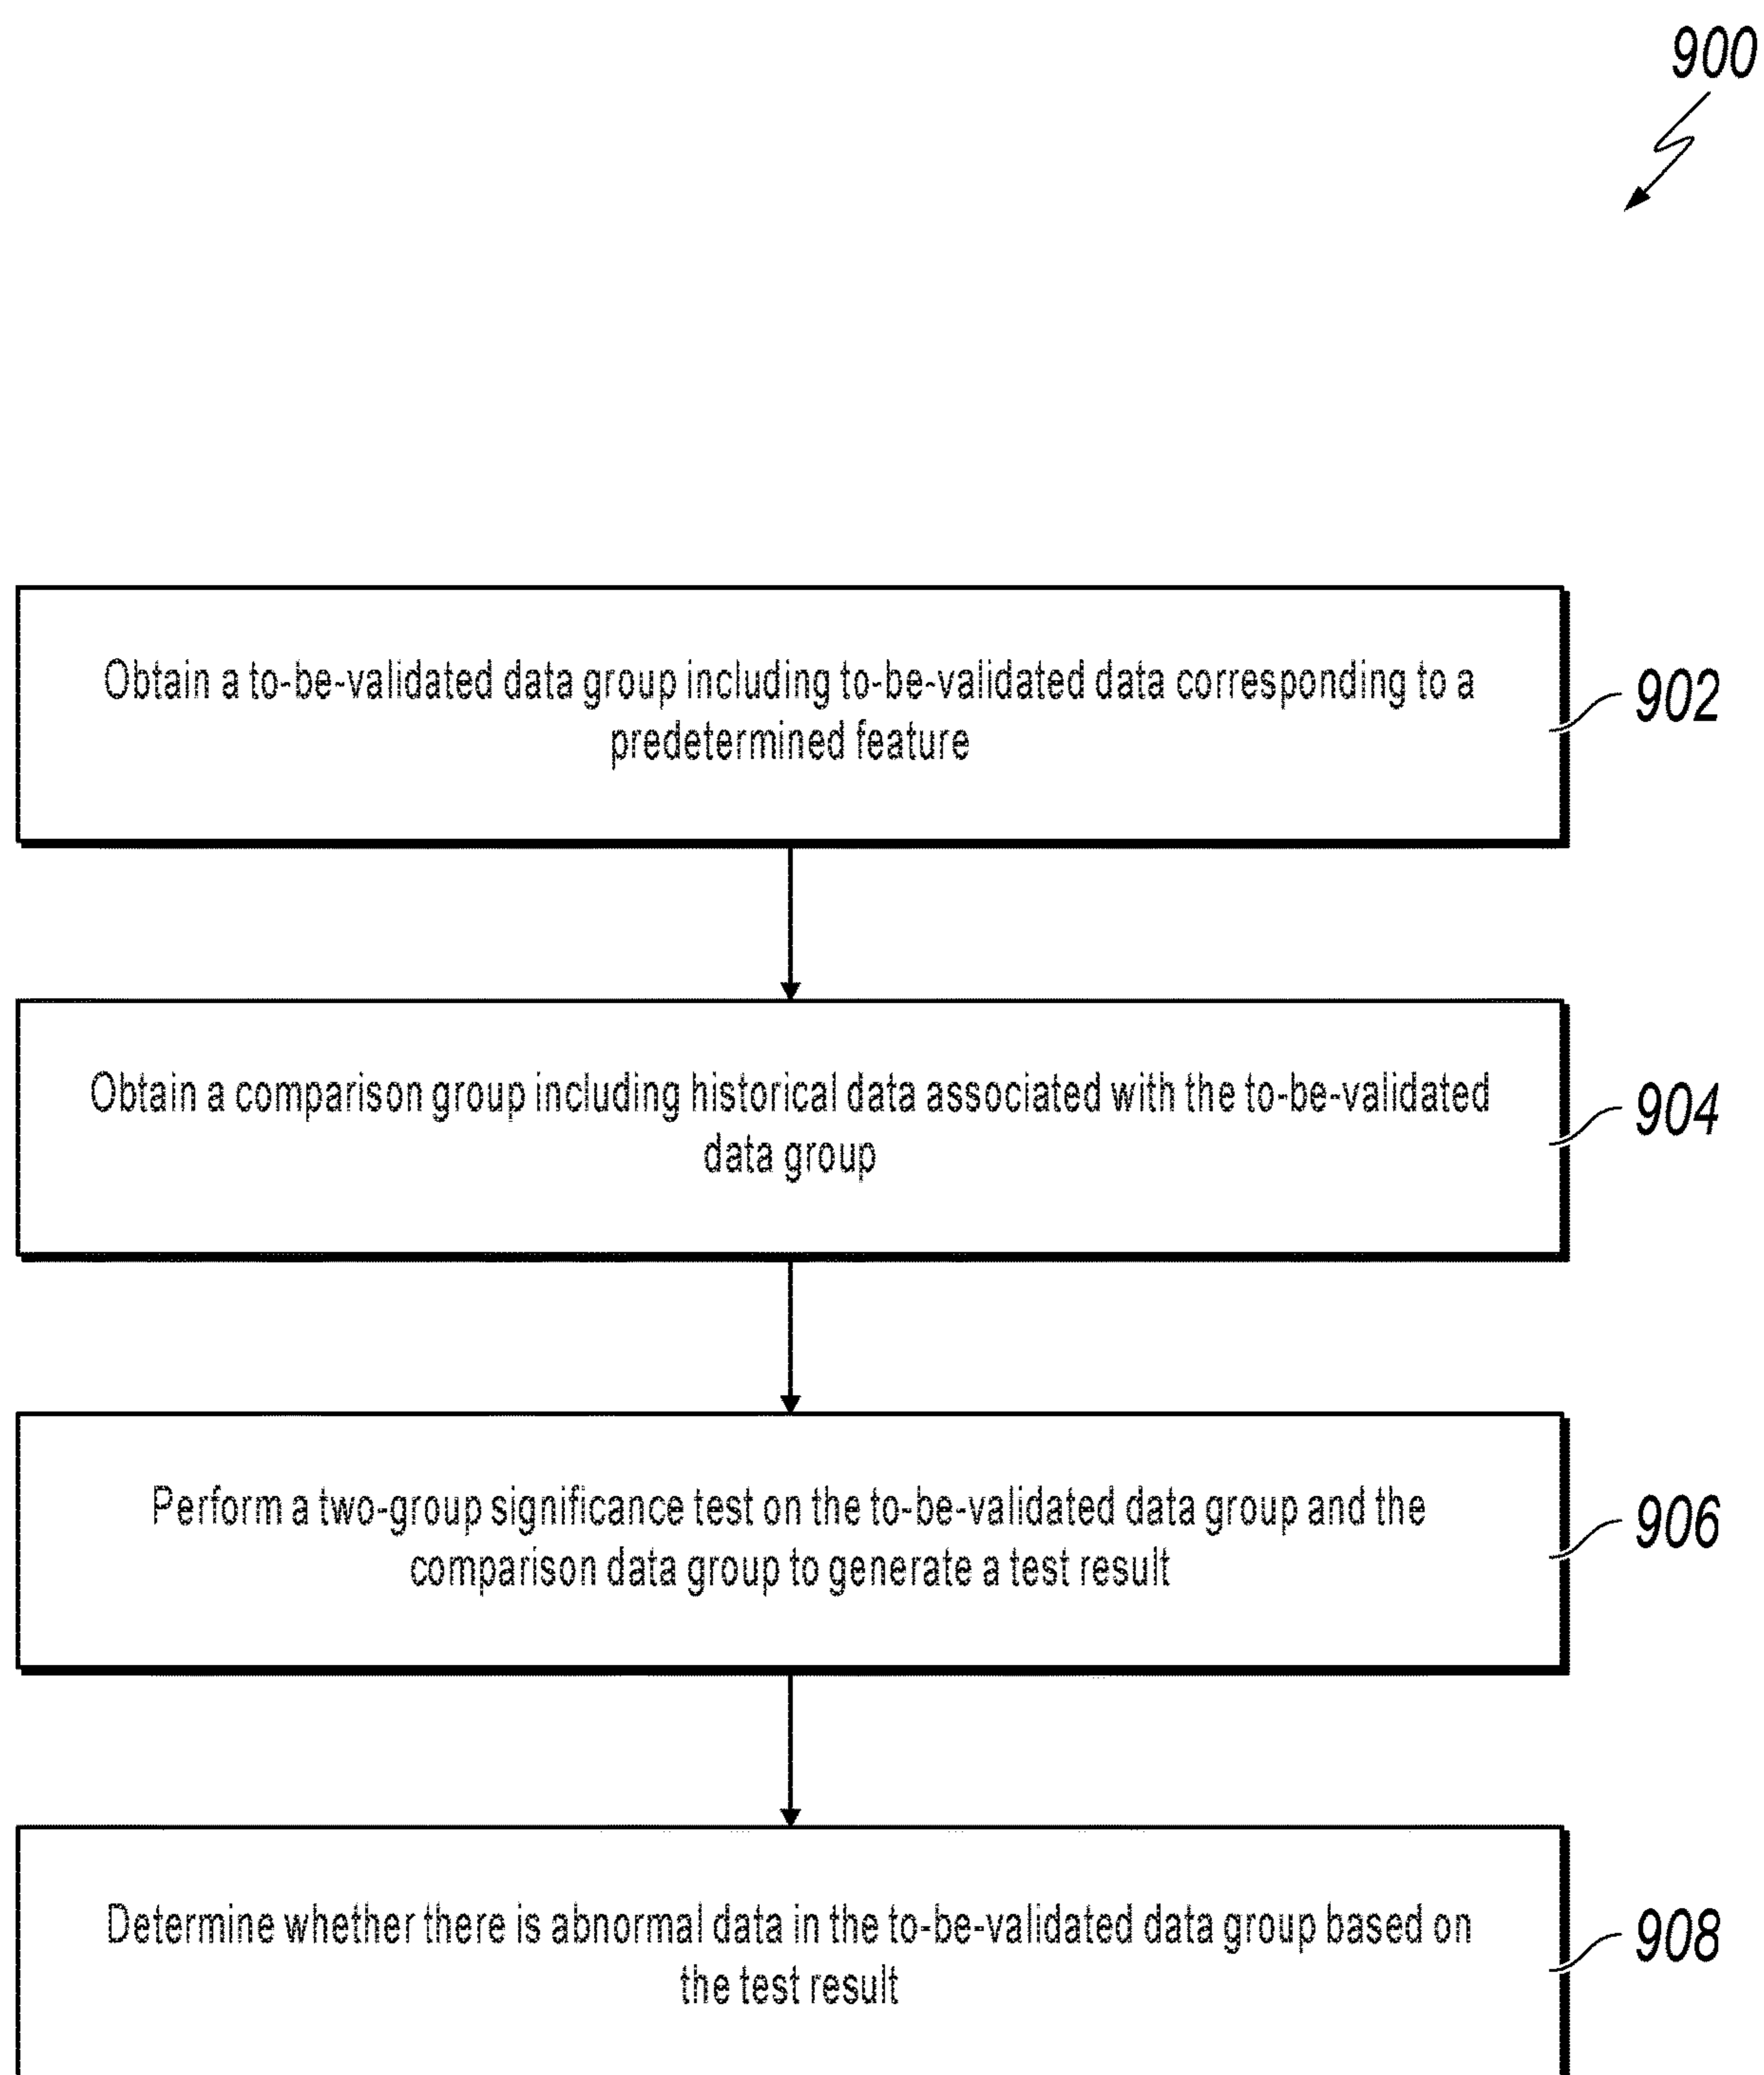 900
Obtain a to-be-validated data group including to-be-validated data corresponding to a
predetermined feature
902
Obtain a comparison group including historical data associated with the to-be-validated
data group
904
Perform a two-group significance test on the to-be-validated data group and the
comparison data group to generate a test result
906
Determine whether there is abnormal data in the to-be-validated data group based on
the test result
908